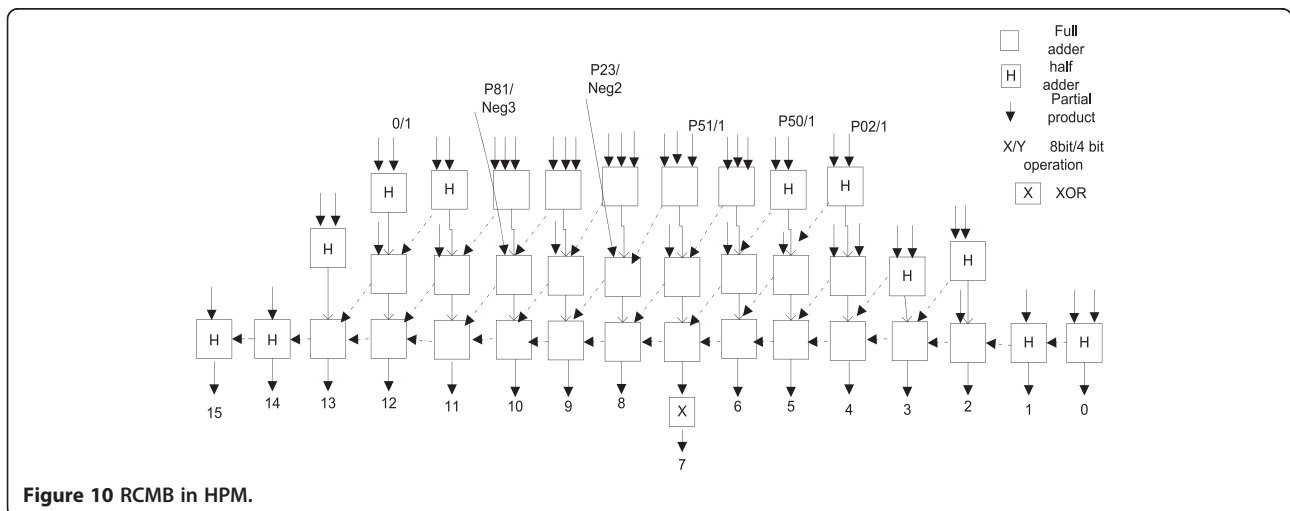 Full
adder
H
half
adder
Partial
product
X/Y 8bit/4 bit
operation
X XOR
P81/
Neg3
P23/
Neg2
0/1
P51/1
P50/1
P02/1
H H H H
H H H
H H H H
15 14 13 12 11 10 9 8 6 5 4 3 2 1 0
X
7
Figure 10 RCMB in HPM.